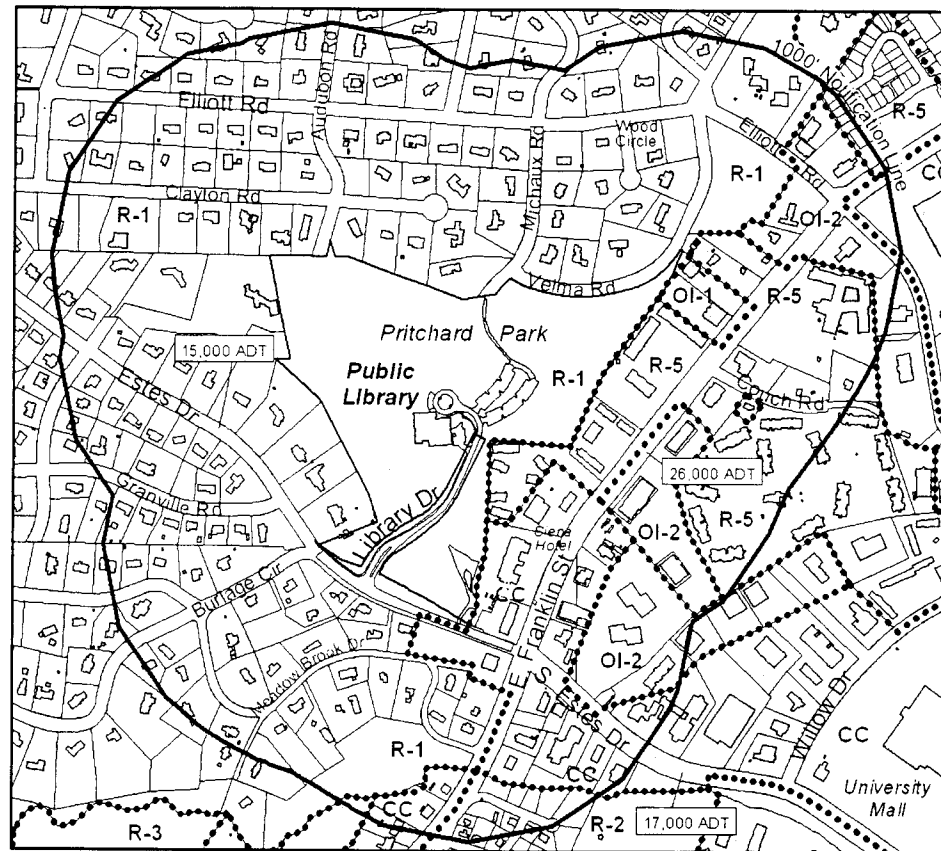 1000' Notification Line
Audubon Rd
Elliott Rd
R-5
CC
Wood
Circle
Michaux Rd
Elliott Rd
R-1
Clayton Rd
R-1
OI-2
Velma Rd
OI-1
R-5
Pritchard Park
15,000 ADT
R-1
Public
Library
R-5
Estes Dr
Couch Rd
26,000 ADT
Granville Rd
Library Dr
R-5
Siena
Hotel
OI-2
Burlage Cir
CC
E Franklin St
OI-2
Meadow Brook Dr
S Estes Dr
Willow Dr
R-1
CC
CC
University
Mall
CC
R-3
R-2
17,000 ADT